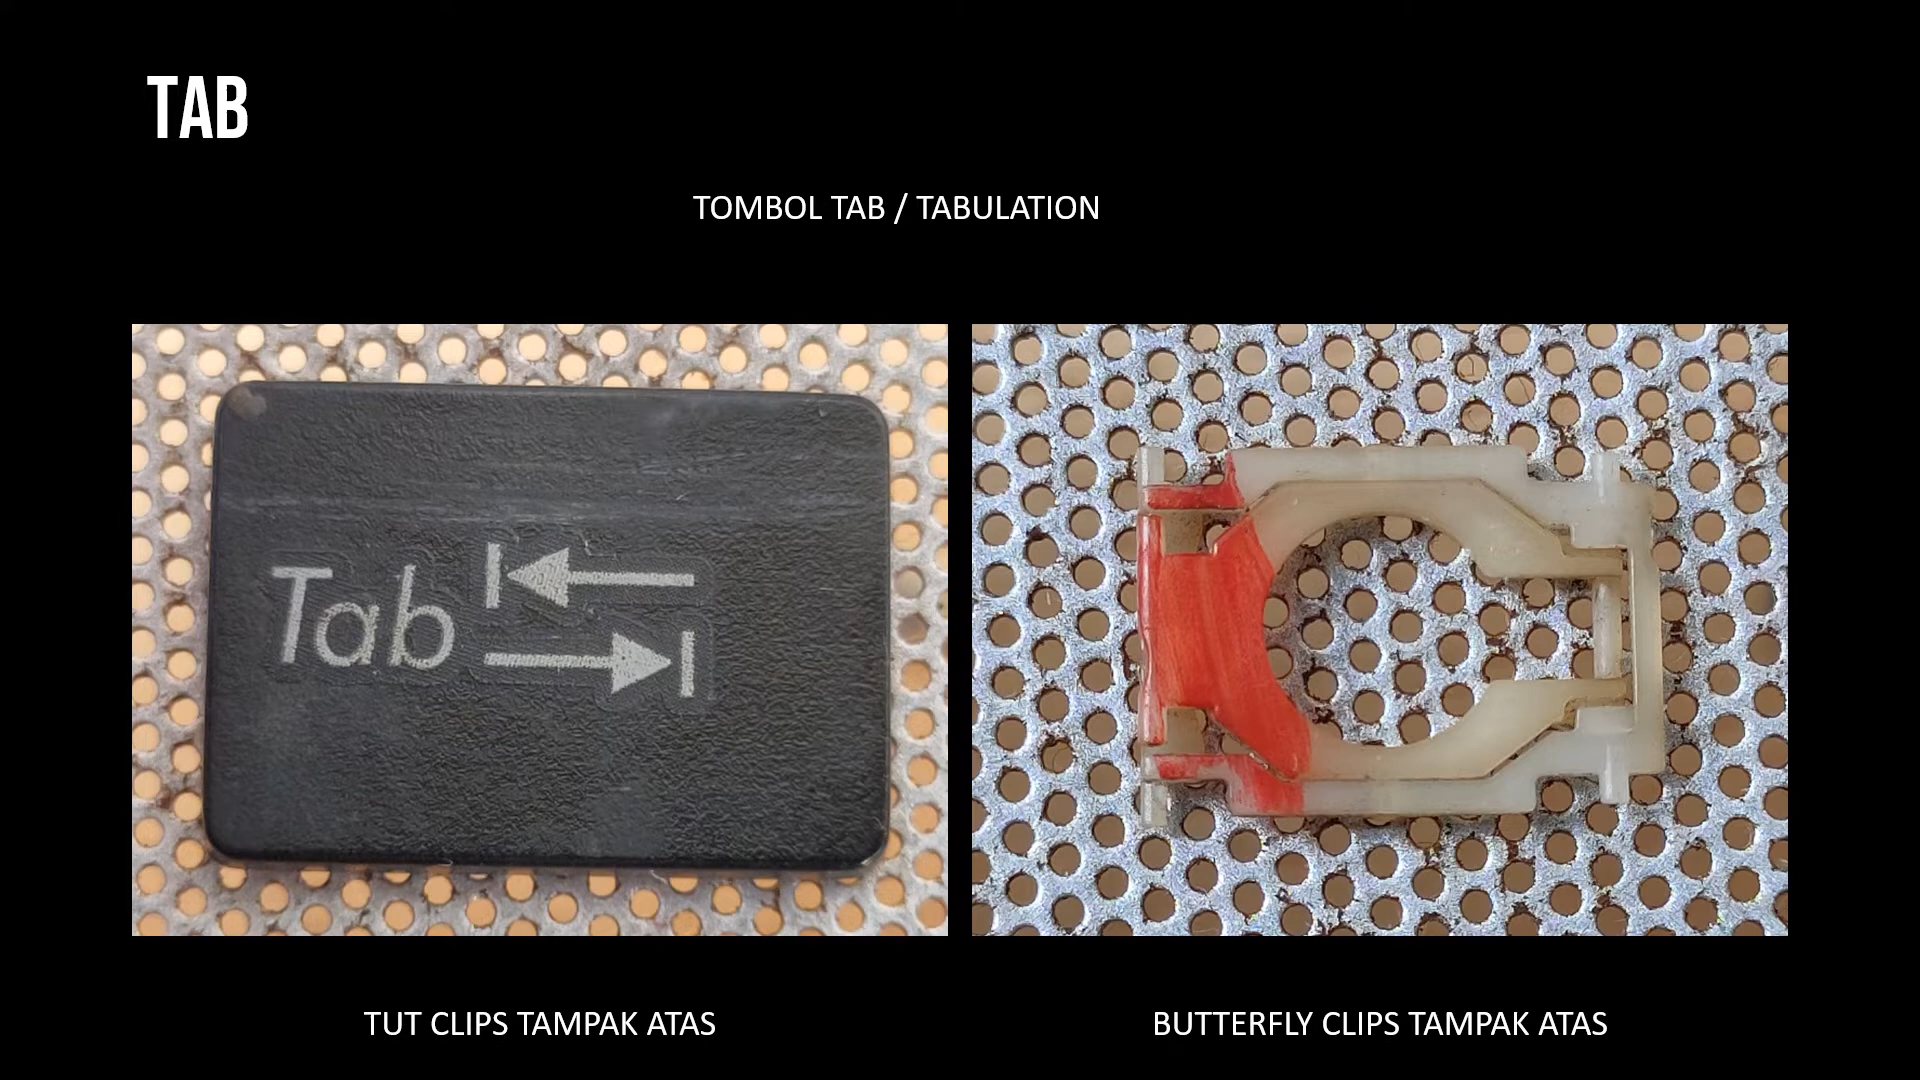 TAB
TOMBOL TAB / TABULATION
Tab
TUT CLIPS TAMPAK ATAS
BUTTERFLY CLIPS TAMPAK ATAS